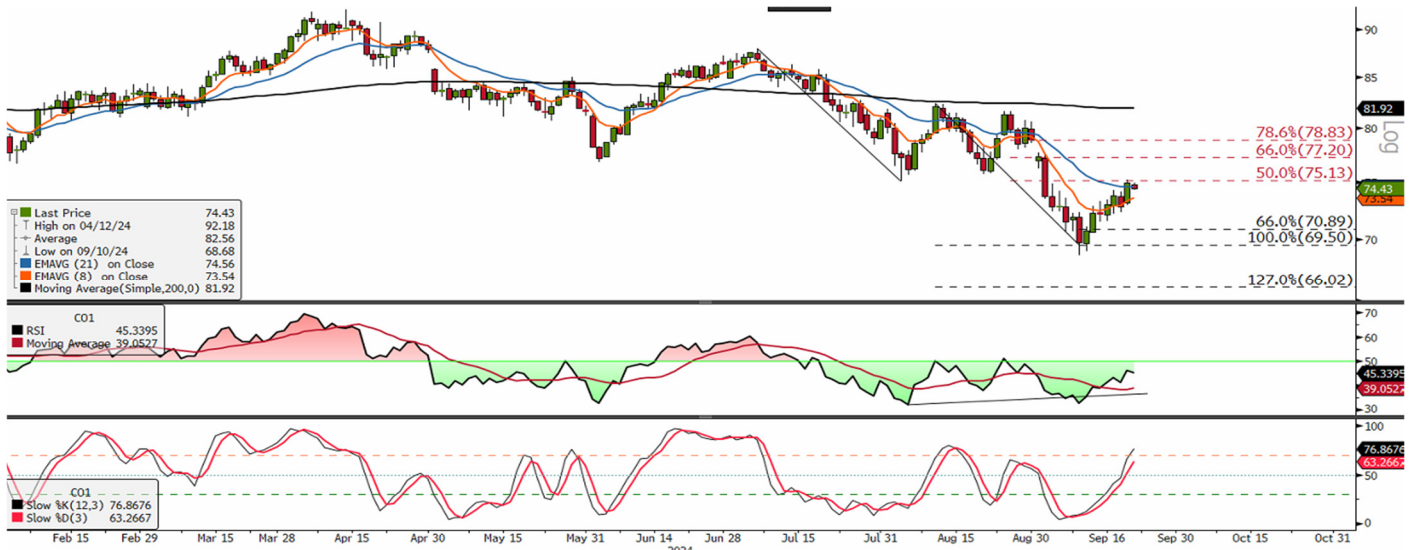 90
85
81.92
80
Log
78.6%(78.83)
66.0%(77.20)
50.0%(75.13)
74.43
73.54
66.0%(70.89)
70
100.0%(69.50)
127.0%(66.02)
Last Price 74.43
High on 04/12/24 92.18
Average 82.56
Low on 09/10/24 68.68
EMAVG (21) on Close 74.56
EMAVG (8) on Close 73.54
Moving Average(Simple,200,0) 81.92
CO1
RSI 45.3395
Moving Average 39.0527
70
60
50
45.3395
39.0527
30
100
76.8676
63.2667
50
0
CO1
Slow %K(12,3) 76.8676
Slow %D(3) 63.2667
Feb 15 Feb 29 Mar 15 Mar 28 Apr 15 Apr 30 May 15 May 31 Jun 14 Jun 28 Jul 15 Jul 31 Aug 15 Aug 30 Sep 16 Sep 30 Oct 15 Oct 31